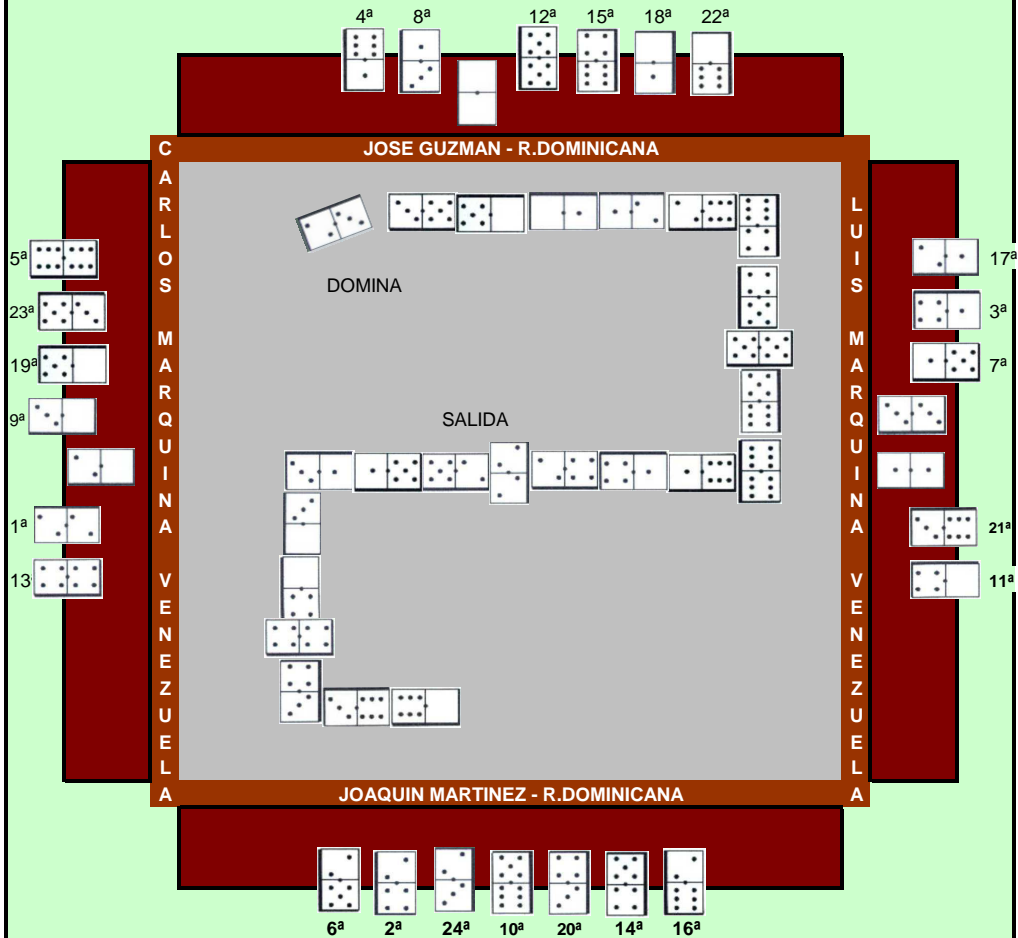 4ª 8ª 12ª 15ª 18ª 22ª
JOSE GUZMAN - R.DOMINICANA
CARLOS MARQUINA VENEZUELA
5ª
23ª
19ª
9ª
1ª
13ª
DOMINA
SALIDA
LUIS MARQUINA VENEZUELA
17ª
3ª
7ª
21ª
11ª
JOAQUIN MARTINEZ - R.DOMINICANA
6ª 2ª 24ª 10ª 20ª 14ª 16ª